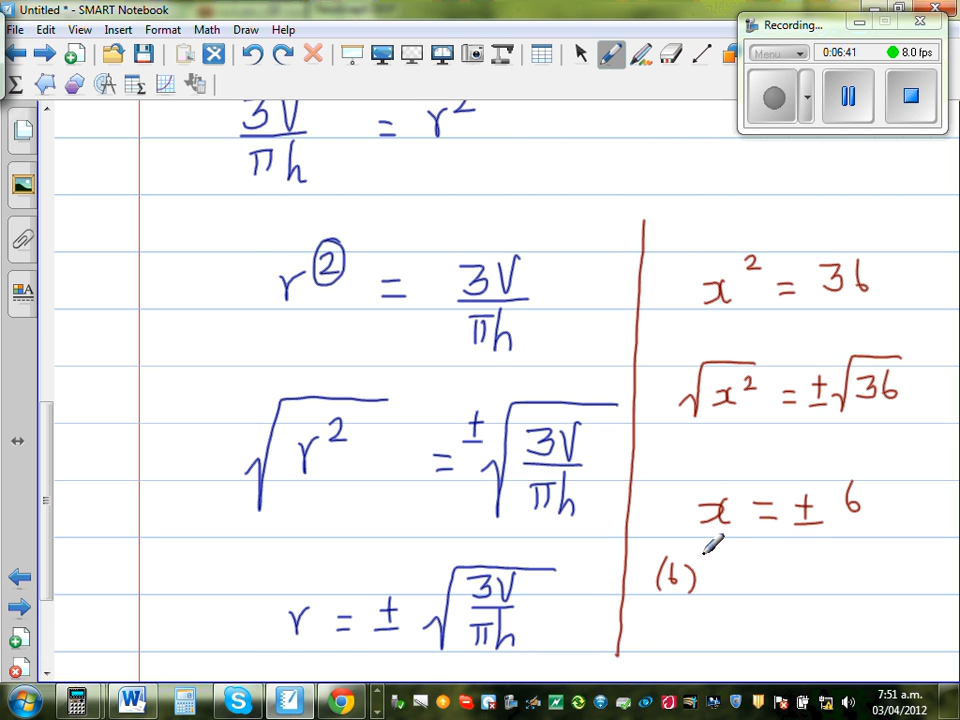 Untitled * - SMART Notebook
File Edit View Insert Format Math Draw Help
Recording...
Menu
0:06:41
8.0 fps
3V/πh = r²
r² = 3V/πh
√r² = ±√(3V/πh)
r = ±√(3V/πh)
x² = 36
√x² = ±√36
x = ± 6
(6)
7:51 a.m.
03/04/2012